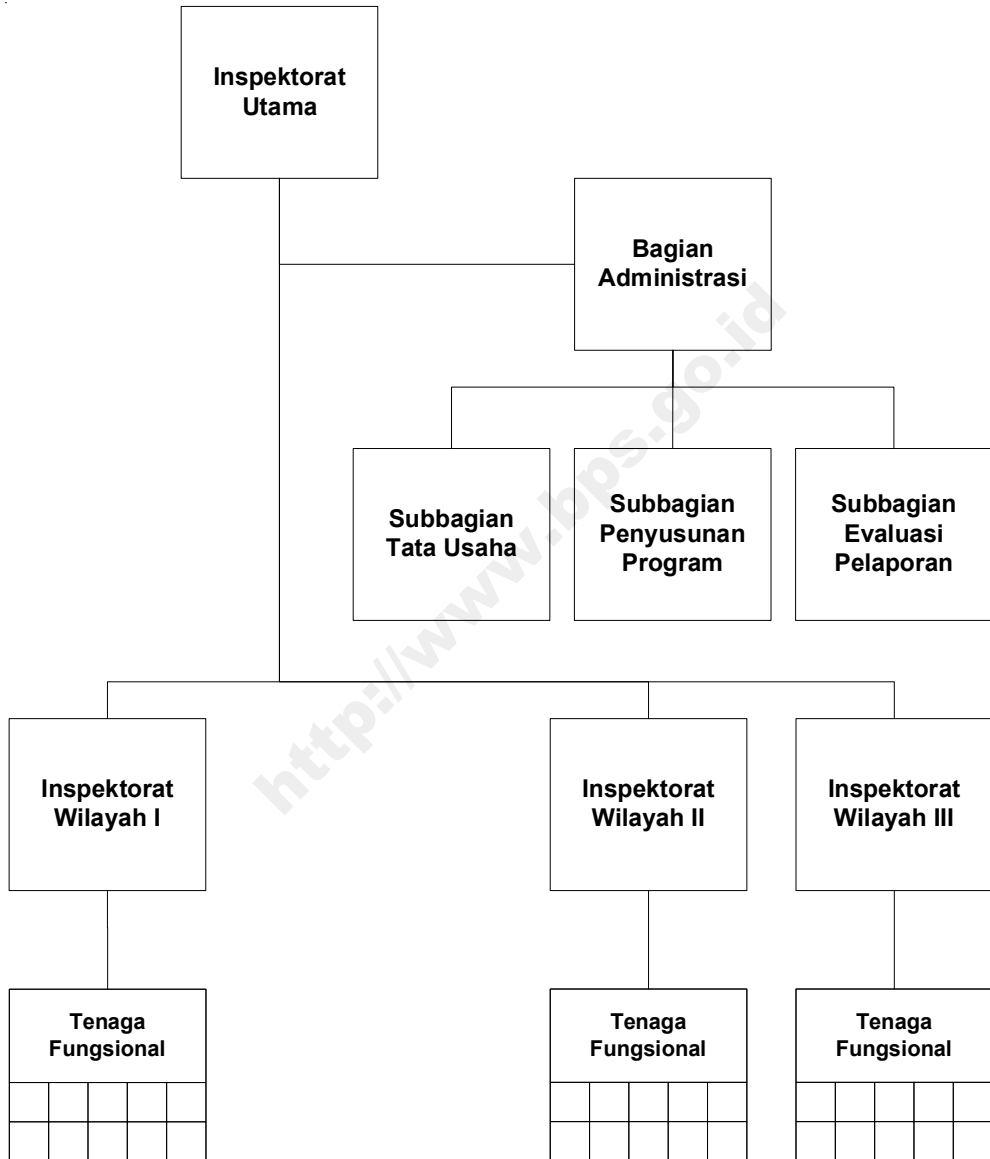 Inspektorat
Utama
Bagian
Administrasi
Subbagian
Tata Usaha
Subbagian
Penyusunan
Program
Subbagian
Evaluasi
Pelaporan
http://www.bps.go.id
Inspektorat
Wilayah I
Inspektorat
Wilayah II
Inspektorat
Wilayah III
Tenaga
Fungsional
Tenaga
Fungsional
Tenaga
Fungsional